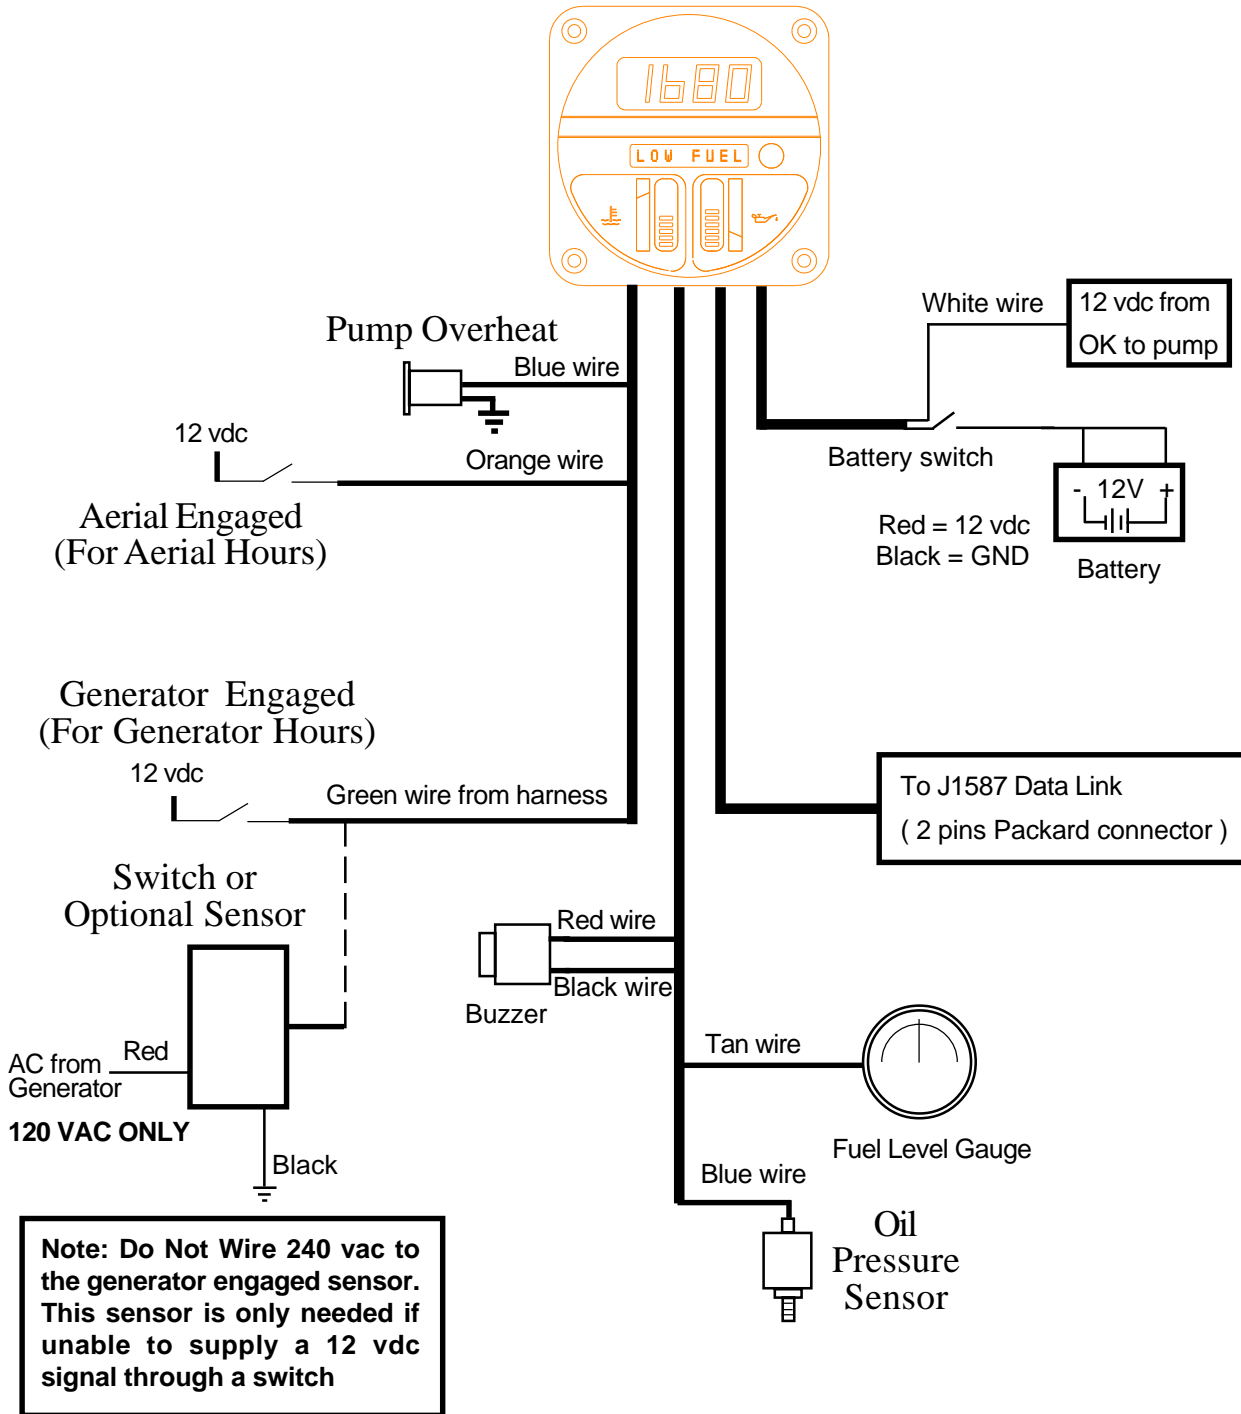 1680
LOW FUEL
White wire
12 vdc from
OK to pump
Pump Overheat
Blue wire
12 vdc
Orange wire
Battery switch
Aerial Engaged
(For Aerial Hours)
- 12V +
Red = 12 vdc
Black = GND
Battery
Generator Engaged
(For Generator Hours)
12 vdc
Green wire from harness
To J1587 Data Link
( 2 pins Packard connector )
Switch or
Optional Sensor
Red wire
Black wire
Buzzer
Tan wire
Red
AC from
Generator
120 VAC ONLY
Black
Fuel Level Gauge
Blue wire
Oil
Pressure
Sensor
Note: Do Not Wire 240 vac to
the generator engaged sensor.
This sensor is only needed if
unable to supply a 12 vdc
signal through a switch